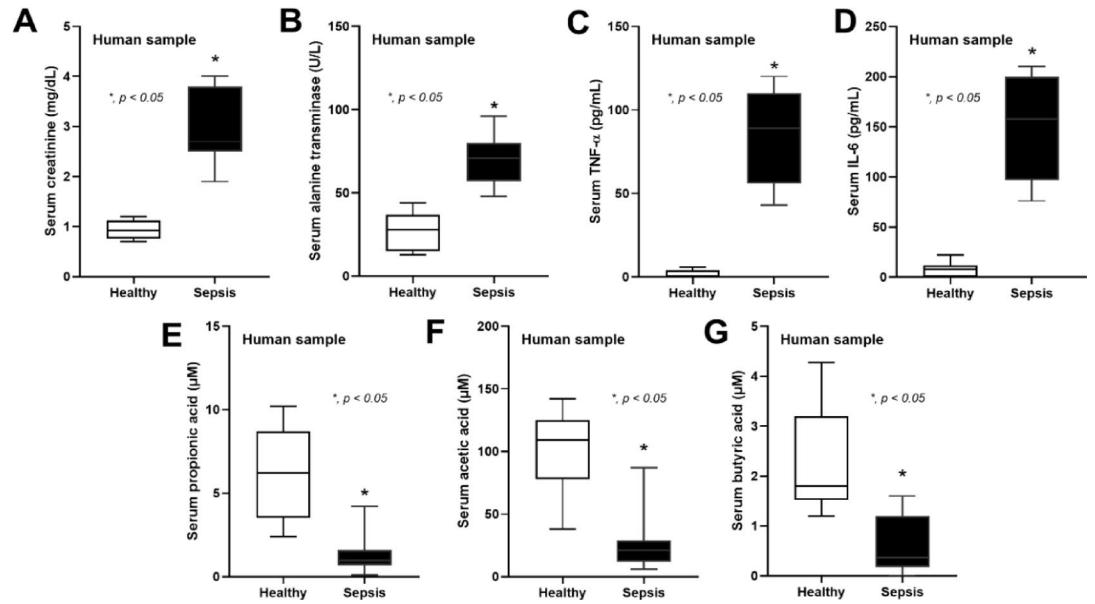 A
Human sample
*
*, p < 0.05
Serum creatinine (mg/dL)
5
4
3
2
1
0
Healthy
Sepsis
B
Human sample
*
*, p < 0.05
Serum alanine transminase (U/L)
150
100
50
0
Healthy
Sepsis
C
Human sample
*
*, p < 0.05
Serum TNF-α (pg/mL)
150
100
50
0
Healthy
Sepsis
D
Human sample
*
*, p < 0.05
Serum IL-6 (pg/mL)
250
200
150
100
50
0
Healthy
Sepsis
E
Human sample
*, p < 0.05
*
Serum propionic acid (µM)
15
10
5
0
Healthy
Sepsis
F
Human sample
*, p < 0.05
*
Serum acetic acid (µM)
200
150
100
50
0
Healthy
Sepsis
G
Human sample
*, p < 0.05
*
Serum butyric acid (µM)
5
4
3
2
1
0
Healthy
Sepsis